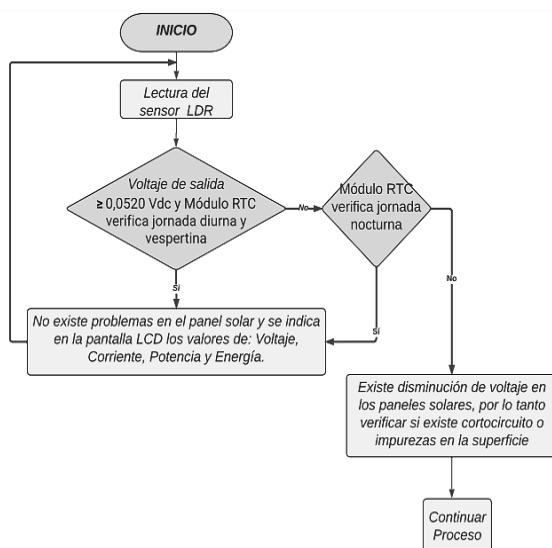 INICIO
Lectura del
sensor LDR
Voltaje de salida
≥ 0,0520 Vdc y Módulo RTC
verifica jornada diurna y
vespertina
No
Módulo RTC
verifica jornada
nocturna
Si
Si
No
No existe problemas en el panel solar y se indica
en la pantalla LCD los valores de: Voltaje,
Corriente, Potencia y Energía.
Existe disminución de voltaje en
los paneles solares, por lo tanto
verificar si existe cortocircuito o
impurezas en la superficie
Continuar
Proceso